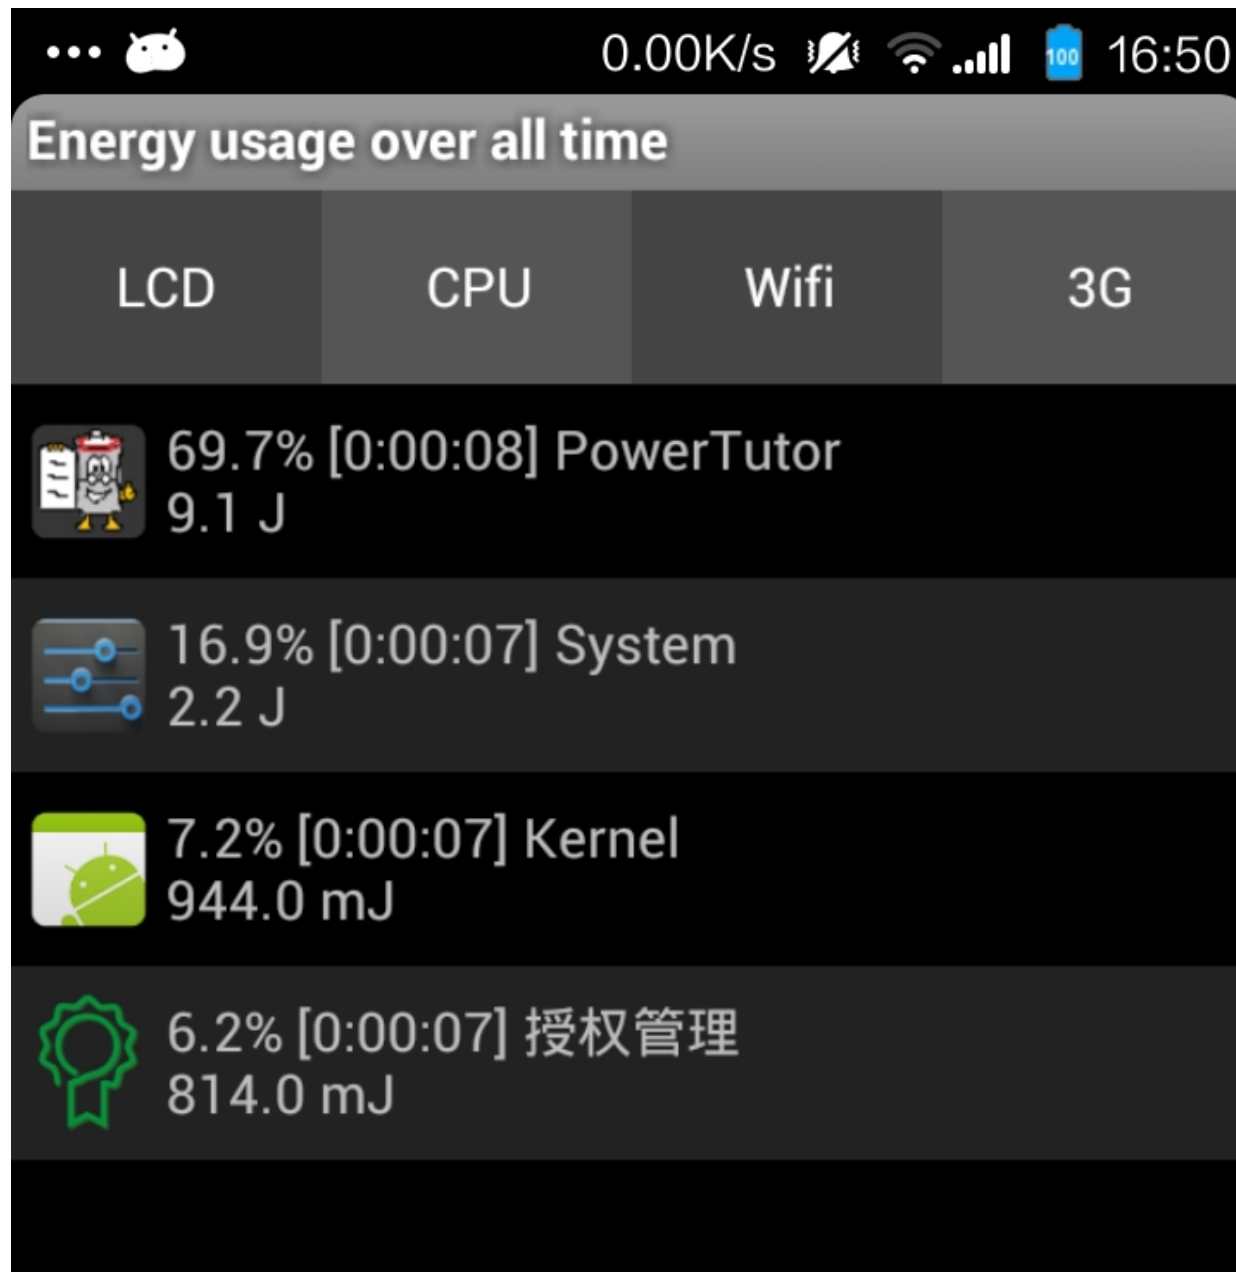 0.00K/s 100 16:50
Energy usage over all time
LCD CPU Wifi 3G
69.7% [0:00:08] PowerTutor
9.1 J
16.9% [0:00:07] System
2.2 J
7.2% [0:00:07] Kernel
944.0 mJ
6.2% [0:00:07] 授权管理
814.0 mJ